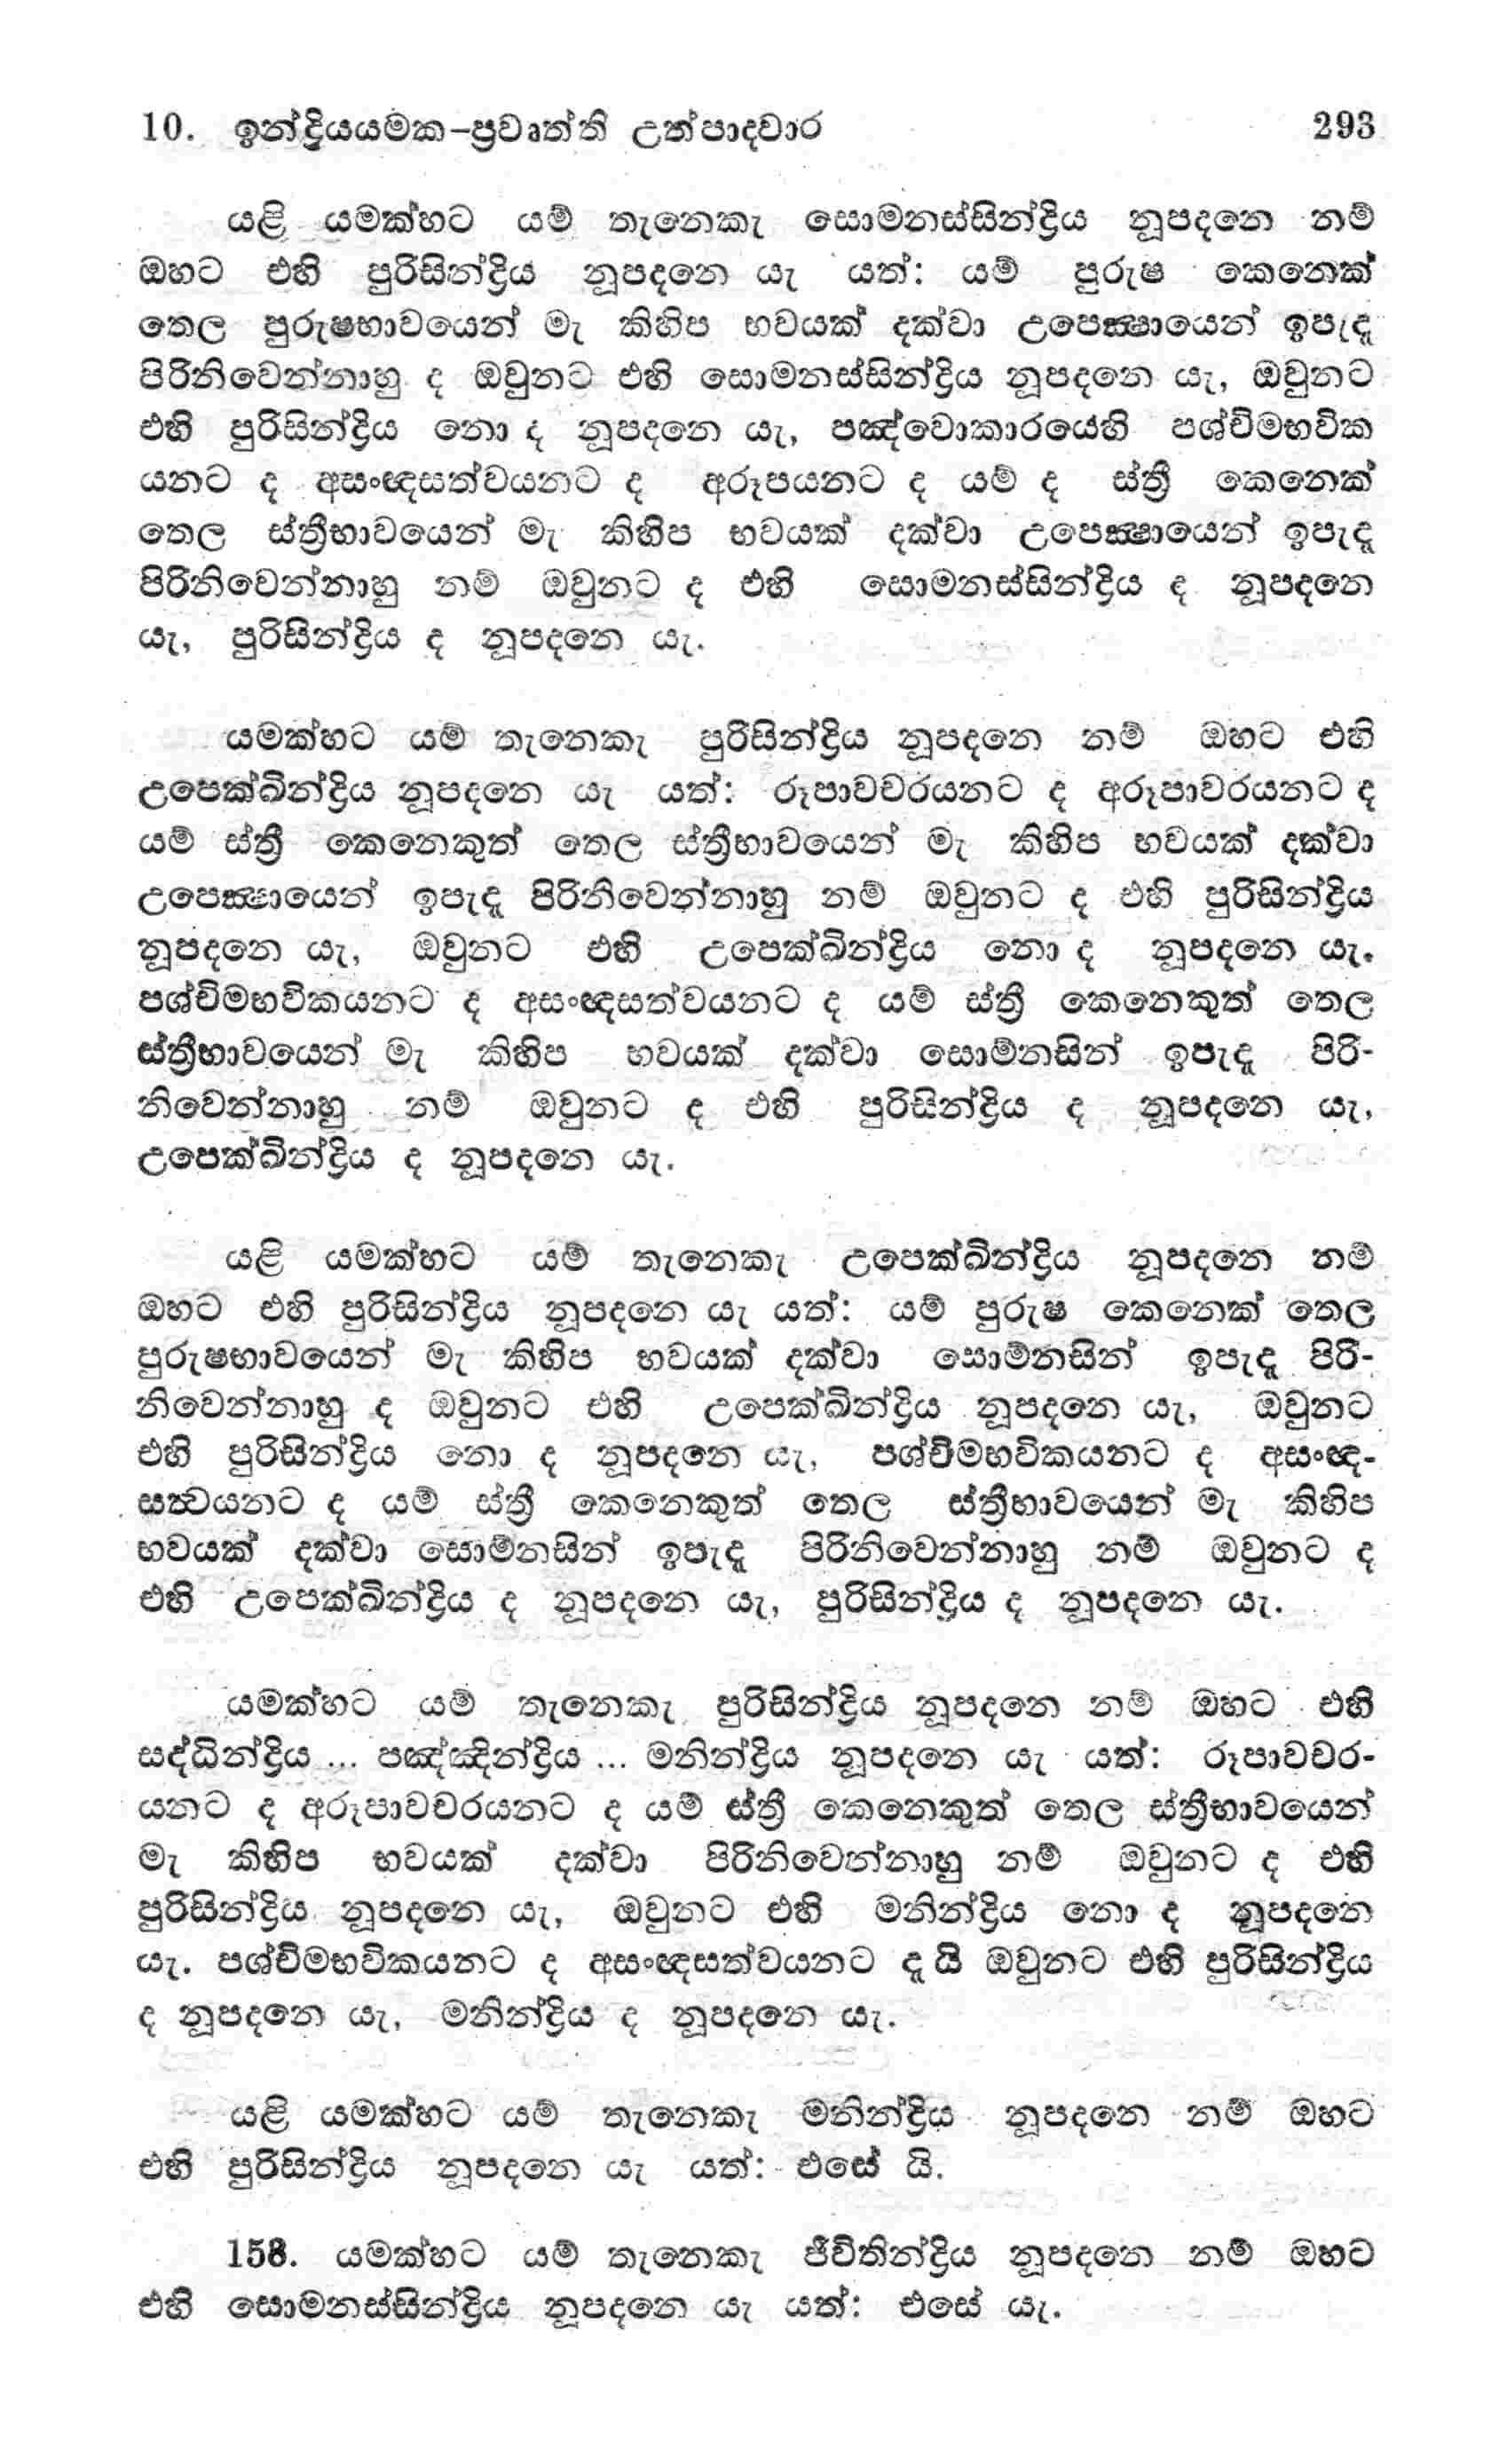 10. ඉන්ද්‍රියයමක-ප්‍රවෘත්ති උත්පාදවාර 293
යළි යමක්හට යම් තැනෙකැ සොමනස්සින්ද්‍රිය නූපදනෙ නම්
ඔහට එහි පුරිසින්ද්‍රිය නූපදනෙ යැ යත්: යම් පුරුෂ කෙනෙක්
තෙල පුරුෂභාවයෙන් මැ කිහිප භවයක් දක්වා උපෙක්‍ෂායෙන් ඉපැදැ
පිරිනිවෙන්නාහු ද ඔවුනට එහි සොමනස්සින්ද්‍රිය නූපදනෙ යැ, ඔවුනට
එහි පුරිසින්ද්‍රිය නො ද නූපදනෙ යැ, පඤ්වොකාරයෙහි පශ්චිමභවික
යනට ද අසංඥසත්වයනට ද අරූපයනට ද යම් ද ස්ත්‍රී කෙනෙක්
තෙල ස්ත්‍රීභාවයෙන් මැ කිහිප භවයක් දක්වා උපෙක්‍ෂායෙන් ඉපැදැ
පිරිනිවෙන්නාහු නම් ඔවුනට ද එහි සොමනස්සින්ද්‍රිය ද නූපදනෙ
යැ, පුරිසින්ද්‍රිය ද නූපදනෙ යැ.
යමක්හට යම් තැනෙකැ පුරිසින්ද්‍රිය නූපදනෙ නම් ඔහට එහි
උපෙක්ඛින්ද්‍රිය නූපදනෙ යැ යත්: රූපාවචරයනට ද අරූපාවරයනට ද
යම් ස්ත්‍රී කෙනෙකුත් තෙල ස්ත්‍රීභාවයෙන් මැ කිහිප භවයක් දක්වා
උපෙක්‍ෂායෙන් ඉපැදැ පිරිනිවෙන්නාහු නම් ඔවුනට ද එහි පුරිසින්ද්‍රිය
නූපදනෙ යැ, ඔවුනට එහි උපෙක්ඛින්ද්‍රිය නො ද නූපදනෙ යැ.
පශ්චිමභවිකයනට ද අසංඥසත්වයනට ද යම් ස්ත්‍රී කෙනෙකුත් තෙල
ස්ත්‍රීභාවයෙන් මැ කිහිප භවයක් දක්වා සොම්නසින් ඉපැදැ පිරි-
නිවෙන්නාහු නම් ඔවුනට ද එහි පුරිසින්ද්‍රිය ද නූපදනෙ යැ,
උපෙක්ඛින්ද්‍රිය ද නූපදනෙ යැ.
යළි යමක්හට යම් තැනෙකැ උපෙක්ඛින්ද්‍රිය නූපදනෙ නම්
ඔහට එහි පුරිසින්ද්‍රිය නූපදනෙ යැ යත්: යම් පුරුෂ කෙනෙක් තෙල
පුරුෂභාවයෙන් මැ කිහිප භවයක් දක්වා සොම්නසින් ඉපැදැ පිරි-
නිවෙන්නාහු ද ඔවුනට එහි උපෙක්ඛින්ද්‍රිය නූපදනෙ යැ, ඔවුනට
එහි පුරිසින්ද්‍රිය නො ද නූපදනෙ යැ, පශ්චිමභවිකයනට ද අසංඥ-
සත්‍වයනට ද යම් ස්ත්‍රී කෙනෙකුත් තෙල ස්ත්‍රීභාවයෙන් මැ කිහිප
භවයක් දක්වා සොම්නසින් ඉපැදැ පිරිනිවෙන්නාහු නම් ඔවුනට ද
එහි උපෙක්ඛින්ද්‍රිය ද නූපදනෙ යැ, පුරිසින්ද්‍රිය ද නූපදනෙ යැ.
යමක්හට යම් තැනෙකැ පුරිසින්ද්‍රිය නූපදනෙ නම් ඔහට එහි
සද්ධින්ද්‍රිය ... පඤ්ඤින්ද්‍රිය ... මනින්ද්‍රිය නූපදනෙ යැ යත්: රූපාවචර-
යනට ද අරූපාවචරයනට ද යම් ස්ත්‍රී කෙනෙකුත් තෙල ස්ත්‍රීභාවයෙන්
මැ කිහිප භවයක් දක්වා පිරිනිවෙන්නාහු නම් ඔවුනට ද එහි
පුරිසින්ද්‍රිය නූපදනෙ යැ, ඔවුනට එහි මනින්ද්‍රිය නො ද නූපදනෙ
යැ. පශ්චිමභවිකයනට ද අසංඥසත්වයනට දැ යි ඔවුනට එහි පුරිසින්ද්‍රිය
ද නූපදනෙ යැ, මනින්ද්‍රිය ද නූපදනෙ යැ.
යළි යමක්හට යම් තැනෙකැ මනින්ද්‍රිය නූපදනෙ නම් ඔහට
එහි පුරිසින්ද්‍රිය නූපදනෙ යැ යත්: එසේ යි.
158. යමක්හට යම් තැනෙකැ ජීවිතින්ද්‍රිය නූපදනෙ නම් ඔහට
එහි සොමනස්සින්ද්‍රිය නූපදනෙ යැ යත්: එසේ යැ.